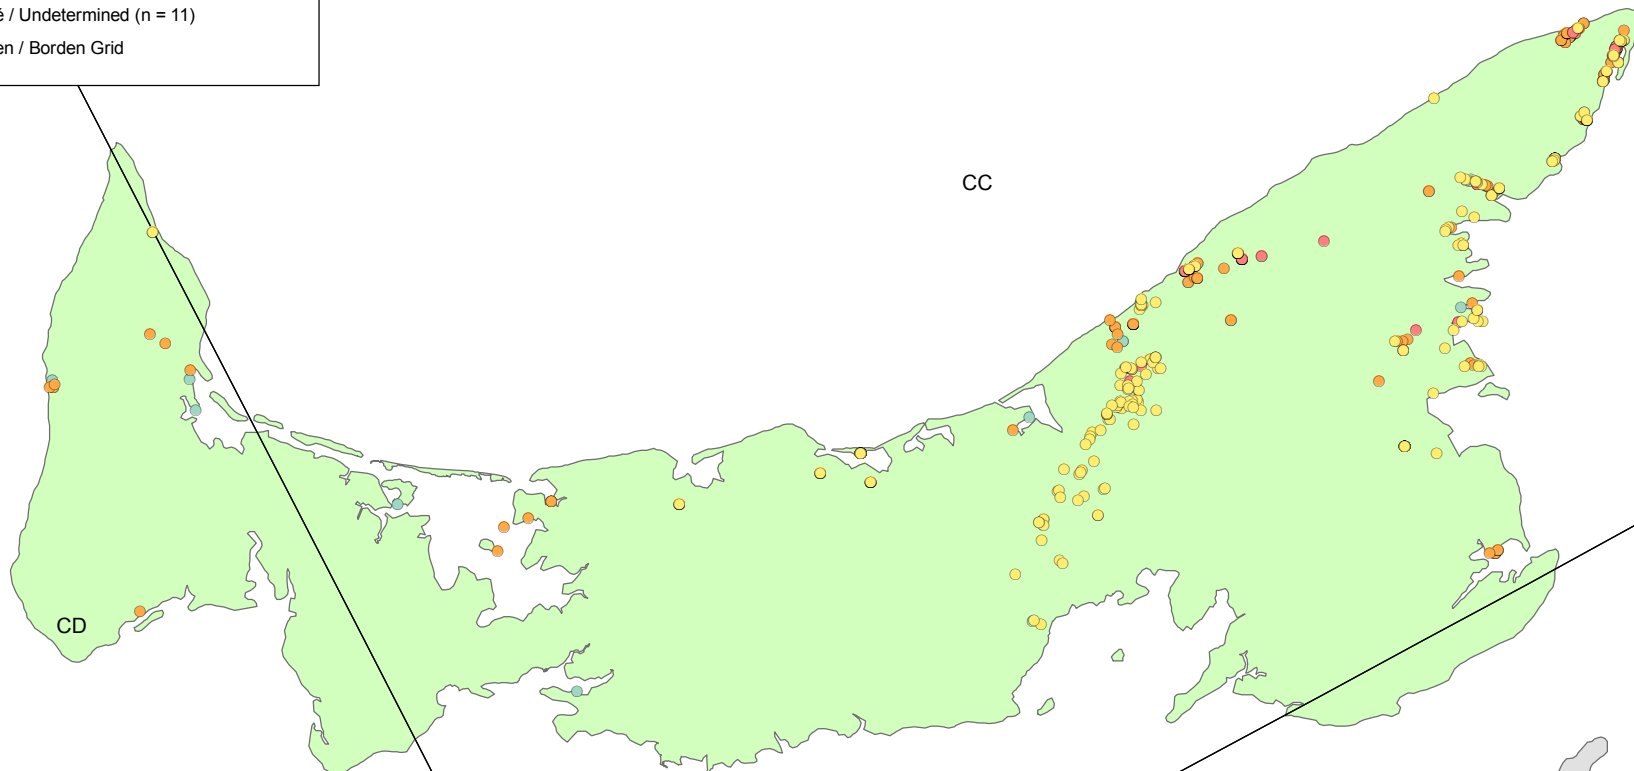 / Undetermined (n = 11)
/ Borden Grid
CC
CD